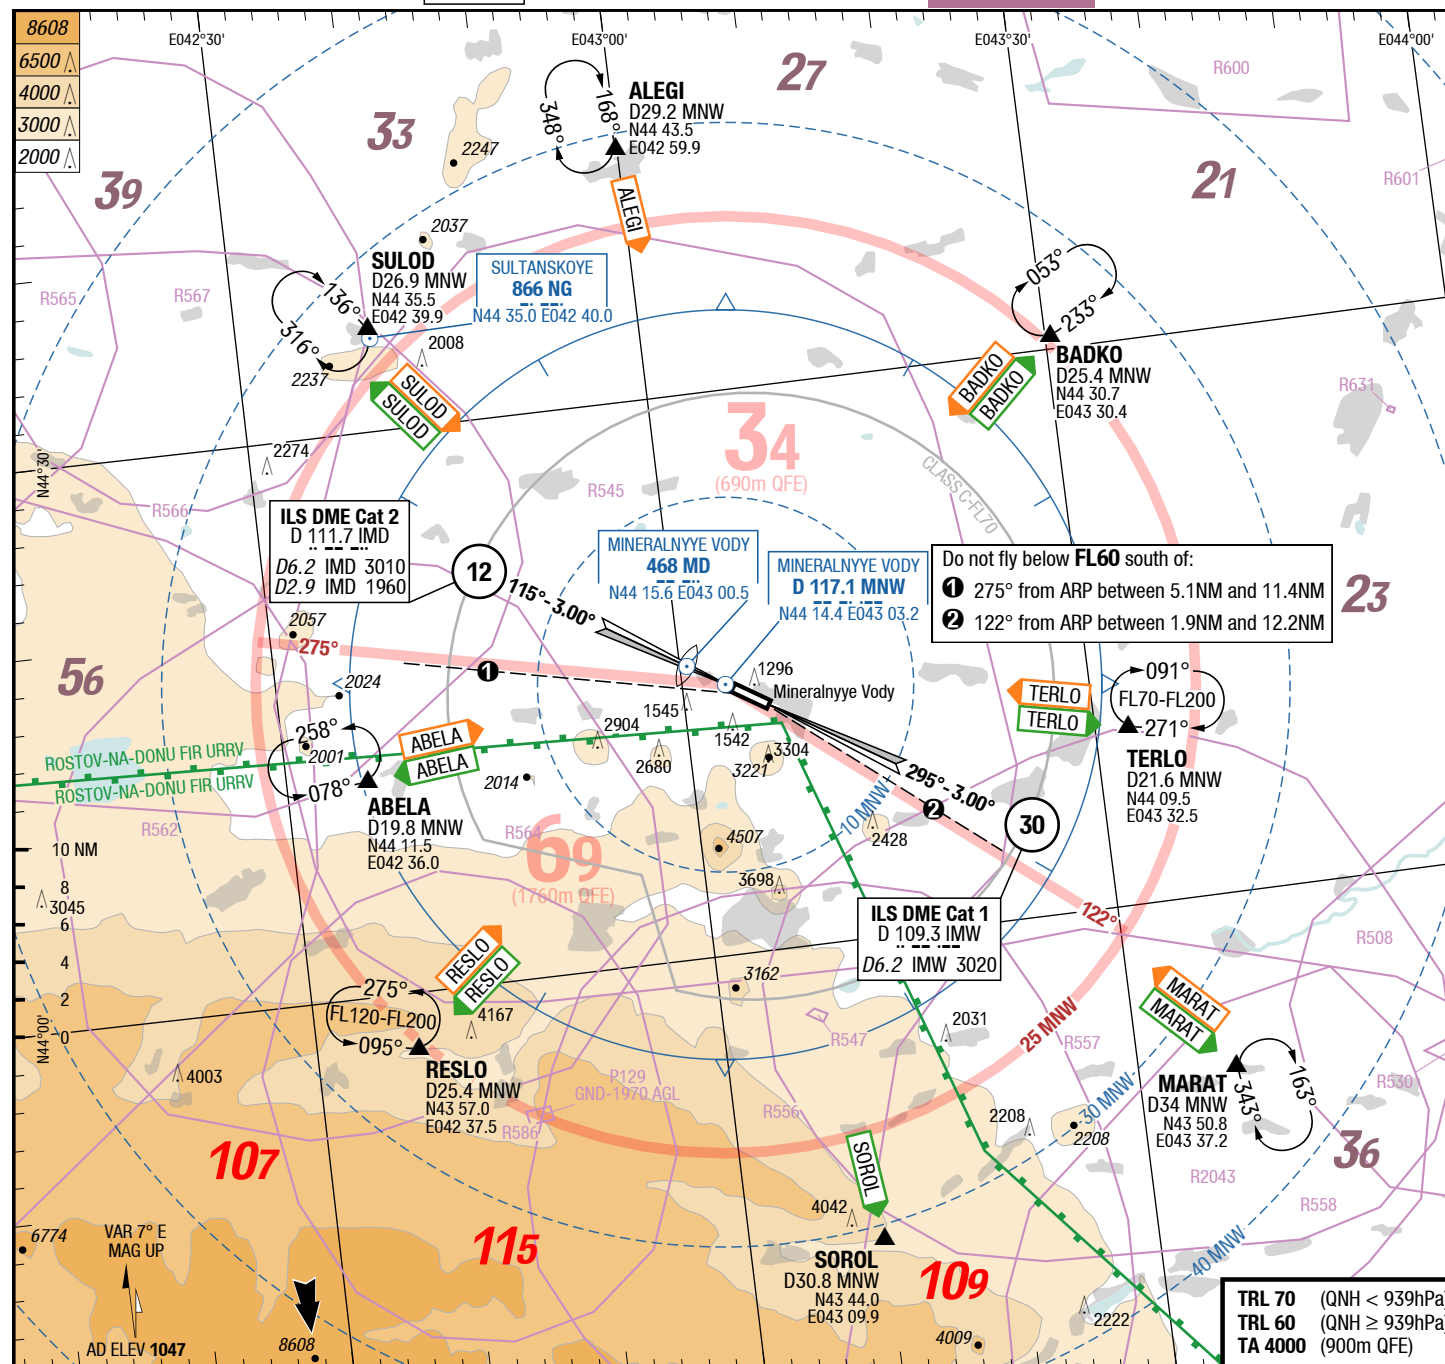 8608
6500
4000
3000
2000
E042°30'
E043°00'
E043°30'
E044°00'
27
R600
33
39
21
R601
2247
168°
348°
ALEGI
D29.2 MNW
N44 43.5
E042 59.9
ALEGI
2037
SULOD
D26.9 MNW
N44 35.5
E042 39.9
136°
316°
2237
2008
SULTANSKOYE
866 NG
N44 35.0 E042 40.0
SULOD
SULOD
R565
R567
053°
233°
BADKO
D25.4 MNW
N44 30.7
E043 30.4
BADKO
BADKO
R631
34
(690m QFE)
CLASS C-FL70
N44°30'
2274
R566
R545
ILS DME Cat 2
D 111.7 IMD
D6.2 IMD 3010
D2.9 IMD 1960
12
115°-3.00°
MINERALNYYE VODY
468 MD
N44 15.6 E043 00.5
MINERALNYYE VODY
D 117.1 MNW
N44 14.4 E043 03.2
Do not fly below FL60 south of:
1 275° from ARP between 5.1NM and 11.4NM
2 122° from ARP between 1.9NM and 12.2NM
23
2057
275°
1
56
2024
1296
Mineralnyye Vody
1545
2904
1542
3304
3221
2680
2014
2001
258°
078°
ABELA
ABELA
ABELA
D19.8 MNW
N44 11.5
E042 36.0
ROSTOV-NA-DONU FIR URRV
ROSTOV-NA-DONU FIR URRV
TERLO
TERLO
091°
FL70-FL200
271°
TERLO
D21.6 MNW
N44 09.5
E043 32.5
295°-3.00°
2
30
10 MNW
2428
R562
R564
4507
69
(1760m QFE)
3698
10 NM
8
6
4
2
0
3045
122°
ILS DME Cat 1
D 109.3 IMW
D6.2 IMW 3020
R508
RESLO
RESLO
275°
FL120-FL200
095°
4167
RESLO
D25.4 MNW
N43 57.0
E042 37.5
3162
2031
R547
25 MNW
R557
MARAT
MARAT
MARAT
D34 MNW
N43 50.8
E043 37.2
163°
343°
R530
N44°00'
4003
P129
GND-1970 AGL
R586
R556
30 MNW
2208
2208
36
R2043
R558
107
SOROL
4042
SOROL
D30.8 MNW
N43 44.0
E043 09.9
115
109
40 MNW
6774
VAR 7° E
MAG UP
AD ELEV 1047
8608
4009
2222
TRL 70 (QNH < 939hPa)
TRL 60 (QNH ≥ 939hPa)
TA 4000 (900m QFE)